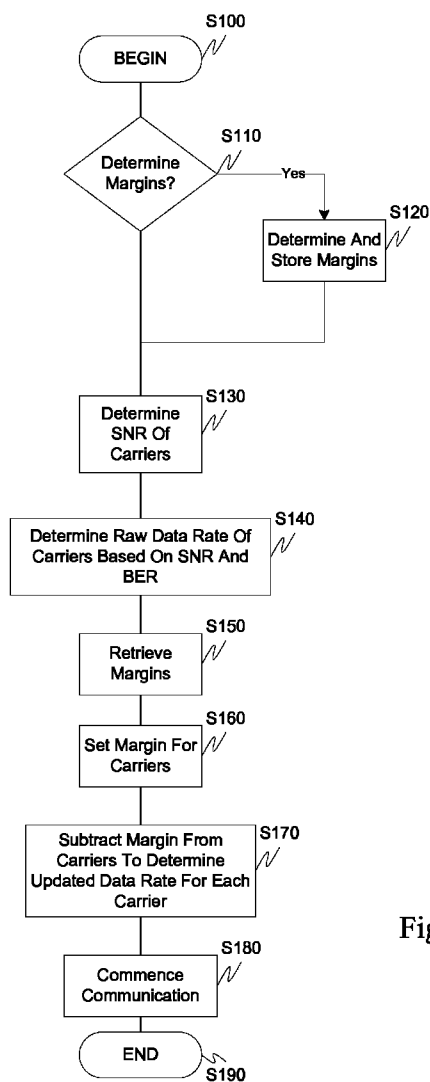 S100
BEGIN
S110
Determine
Margins?
Yes
S120
Determine And
Store Margins
S130
Determine
SNR Of
Carriers
S140
Determine Raw Data Rate Of
Carriers Based On SNR And
BER
S150
Retrieve
Margins
S160
Set Margin For
Carriers
S170
Subtract Margin From
Carriers To Determine
Updated Data Rate For Each
Carrier
Fig
S180
Commence
Communication
END
S190